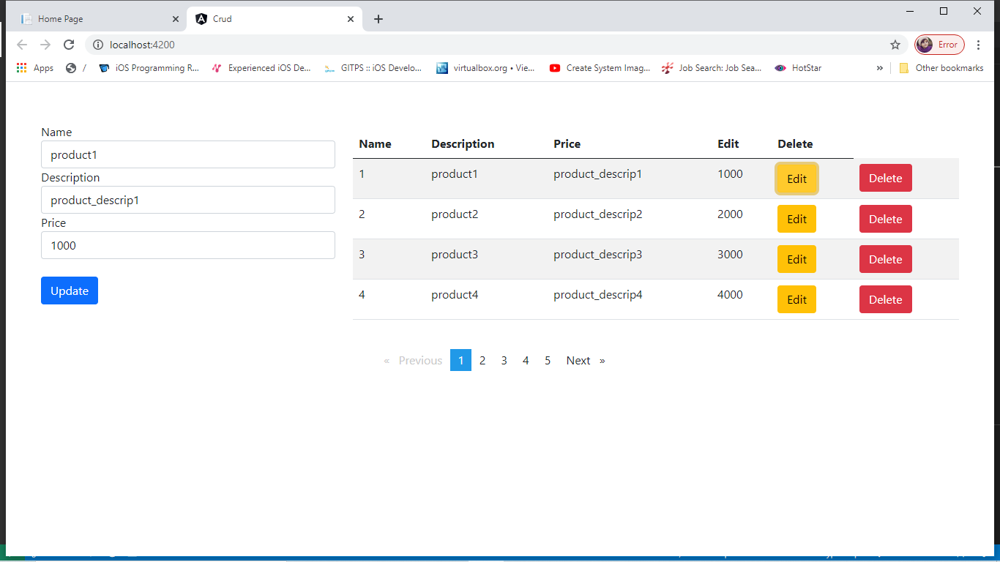 Home Page
Crud
localhost:4200
Error
Apps
/
iOS Programming R...
Experienced iOS De...
GITPS :: iOS Develo...
virtualbox.org • Vie...
Create System Imag...
Job Search: Job Sea...
HotStar
»
Other bookmarks
Name
product1
Description
product_descrip1
Price
1000
Update
Name Description Price Edit Delete
1 product1 product_descrip1 1000 Edit Delete
2 product2 product_descrip2 2000 Edit Delete
3 product3 product_descrip3 3000 Edit Delete
4 product4 product_descrip4 4000 Edit Delete
« Previous 1 2 3 4 5 Next »